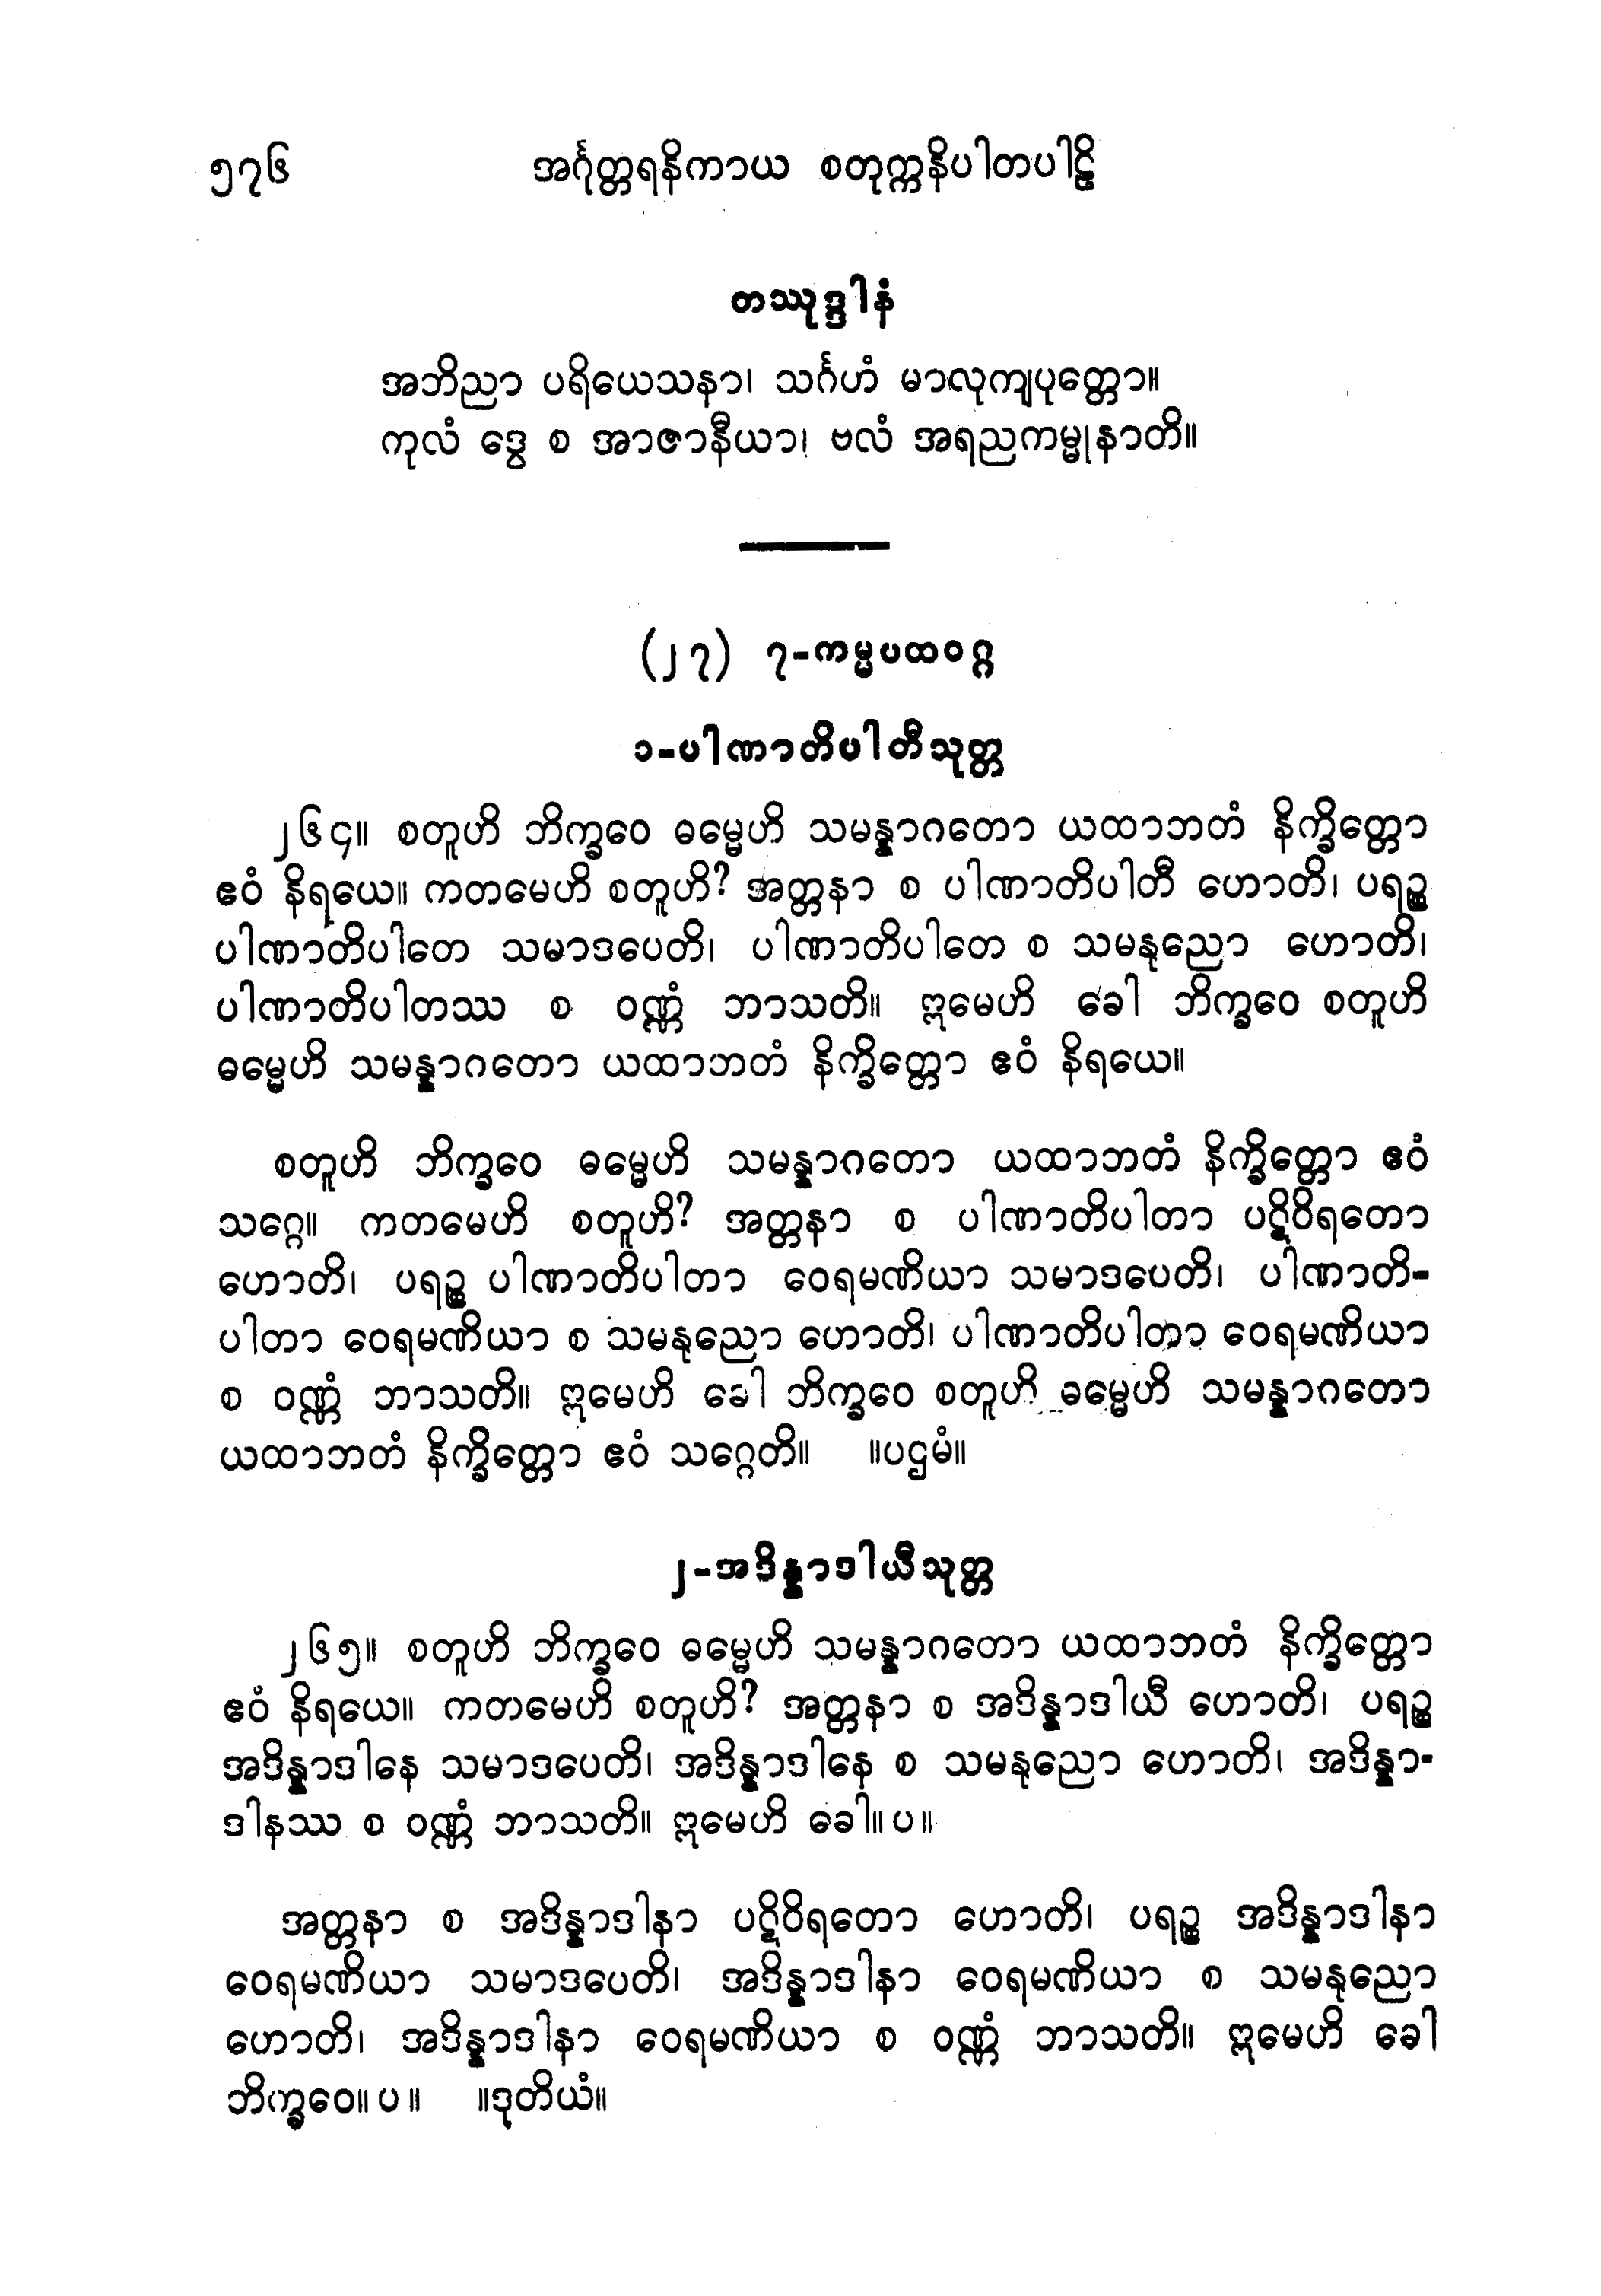 ၅၇၆ အင်္ဂုတ္တရနိကာယ စတုက္ကနိပါတပါဠိ
တဿုဒ္ဒါနံ
အဘိညာ ပရိယေသနာ၊ သင်္ဂဟံ မာလုကျပုတ္တော။
ကုလံ ဒွေ စ အာဇာနီယာ၊ ဗလံ အရညကမ္မုနာတိ။
(၂၇) ၇-ကမ္မပထဝဂ္ဂ
၁-ပါဏာတိပါတီသုတ္တ
၂၆၄။ စတူဟိ ဘိက္ခဝေ ဓမ္မေဟိ သမန္နာဂတော ယထာဘတံ နိက္ခိတ္တော
ဧဝံ နိရယေ။ ကတမေဟိ စတူဟိ? အတ္တနာ စ ပါဏာတိပါတီ ဟောတိ၊ ပရဉ္စ
ပါဏာတိပါတေ သမာဒပေတိ၊ ပါဏာတိပါတေ စ သမနုညော ဟောတိ၊
ပါဏာတိပါတဿ စ ဝဏ္ဏံ ဘာသတိ။ ဣမေဟိ ခေါ ဘိက္ခဝေ စတူဟိ
ဓမ္မေဟိ သမန္နာဂတော ယထာဘတံ နိက္ခိတ္တော ဧဝံ နိရယေ။
စတူဟိ ဘိက္ခဝေ ဓမ္မေဟိ သမန္နာဂတော ယထာဘတံ နိက္ခိတ္တော ဧဝံ
သဂ္ဂေ။ ကတမေဟိ စတူဟိ? အတ္တနာ စ ပါဏာတိပါတာ ပဋိဝိရတော
ဟောတိ၊ ပရဉ္စ ပါဏာတိပါတာ ဝေရမဏိယာ သမာဒပေတိ၊ ပါဏာတိ-
ပါတာ ဝေရမဏိယာ စ သမနုညော ဟောတိ၊ ပါဏာတိပါတာ ဝေရမဏိယာ
စ ဝဏ္ဏံ ဘာသတိ။ ဣမေဟိ ခေါ ဘိက္ခဝေ စတူဟိ ဓမ္မေဟိ သမန္နာဂတော
ယထာဘတံ နိက္ခိတ္တော ဧဝံ သဂ္ဂေတိ။ ။ပဌမံ။
၂-အဒိန္နာဒါယီသုတ္တ
၂၆၅။ စတူဟိ ဘိက္ခဝေ ဓမ္မေဟိ သမန္နာဂတော ယထာဘတံ နိက္ခိတ္တော
ဧဝံ နိရယေ။ ကတမေဟိ စတူဟိ? အတ္တနာ စ အဒိန္နာဒါယီ ဟောတိ၊ ပရဉ္စ
အဒိန္နာဒါနေ သမာဒပေတိ၊ အဒိန္နာဒါနေ စ သမနုညော ဟောတိ၊ အဒိန္နာ-
ဒါနဿ စ ဝဏ္ဏံ ဘာသတိ။ ဣမေဟိ ခေါ။ပ။
အတ္တနာ စ အဒိန္နာဒါနာ ပဋိဝိရတော ဟောတိ၊ ပရဉ္စ အဒိန္နာဒါနာ
ဝေရမဏိယာ သမာဒပေတိ၊ အဒိန္နာဒါနာ ဝေရမဏိယာ စ သမနုညော
ဟောတိ၊ အဒိန္နာဒါနာ ဝေရမဏိယာ စ ဝဏ္ဏံ ဘာသတိ။ ဣမေဟိ ခေါ
ဘိက္ခဝေ။ပ။ ။ဒုတိယံ။